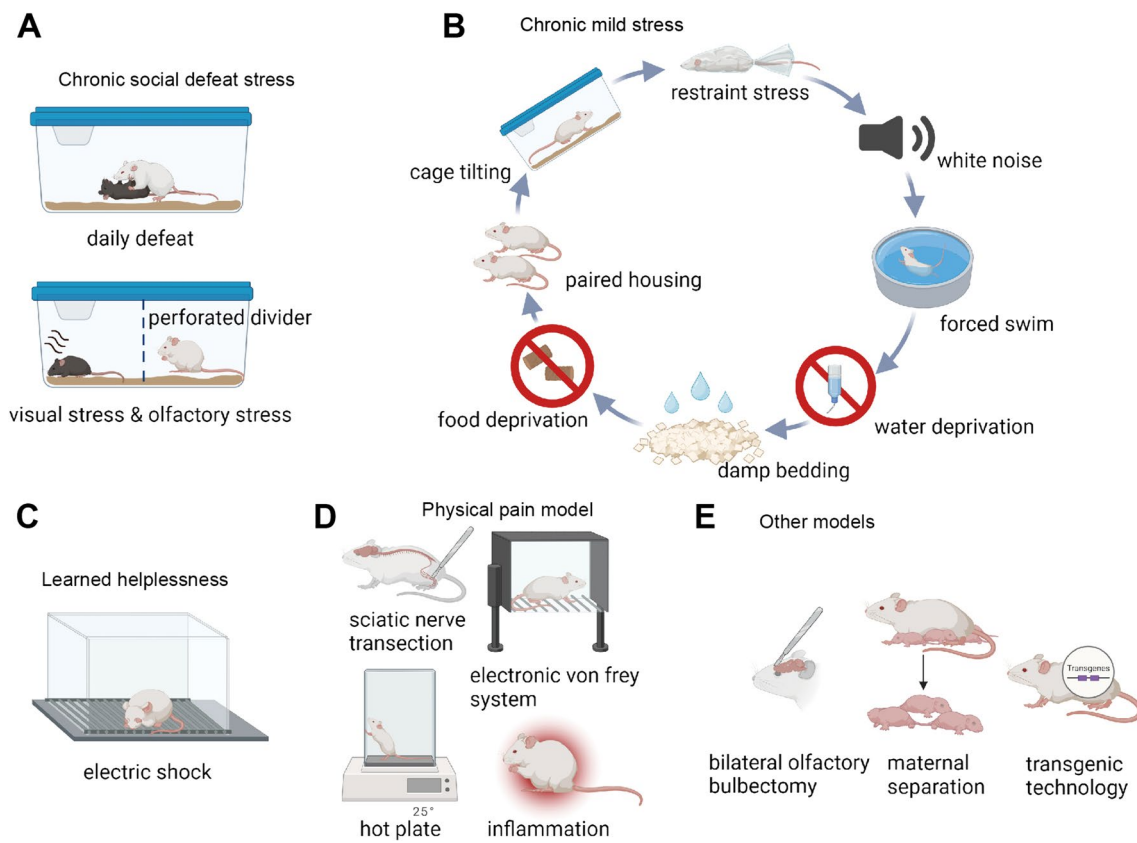 A
Chronic social defeat stress
daily defeat
perforated divider
visual stress & olfactory stress
B
Chronic mild stress
restraint stress
white noise
forced swim
water deprivation
damp bedding
food deprivation
paired housing
cage tilting
C
Learned helplessness
electric shock
D
Physical pain model
sciatic nerve
transection
electronic von frey
system
25°
hot plate
inflammation
E
Other models
bilateral olfactory
bulbectomy
maternal
separation
Transgenes
transgenic
technology